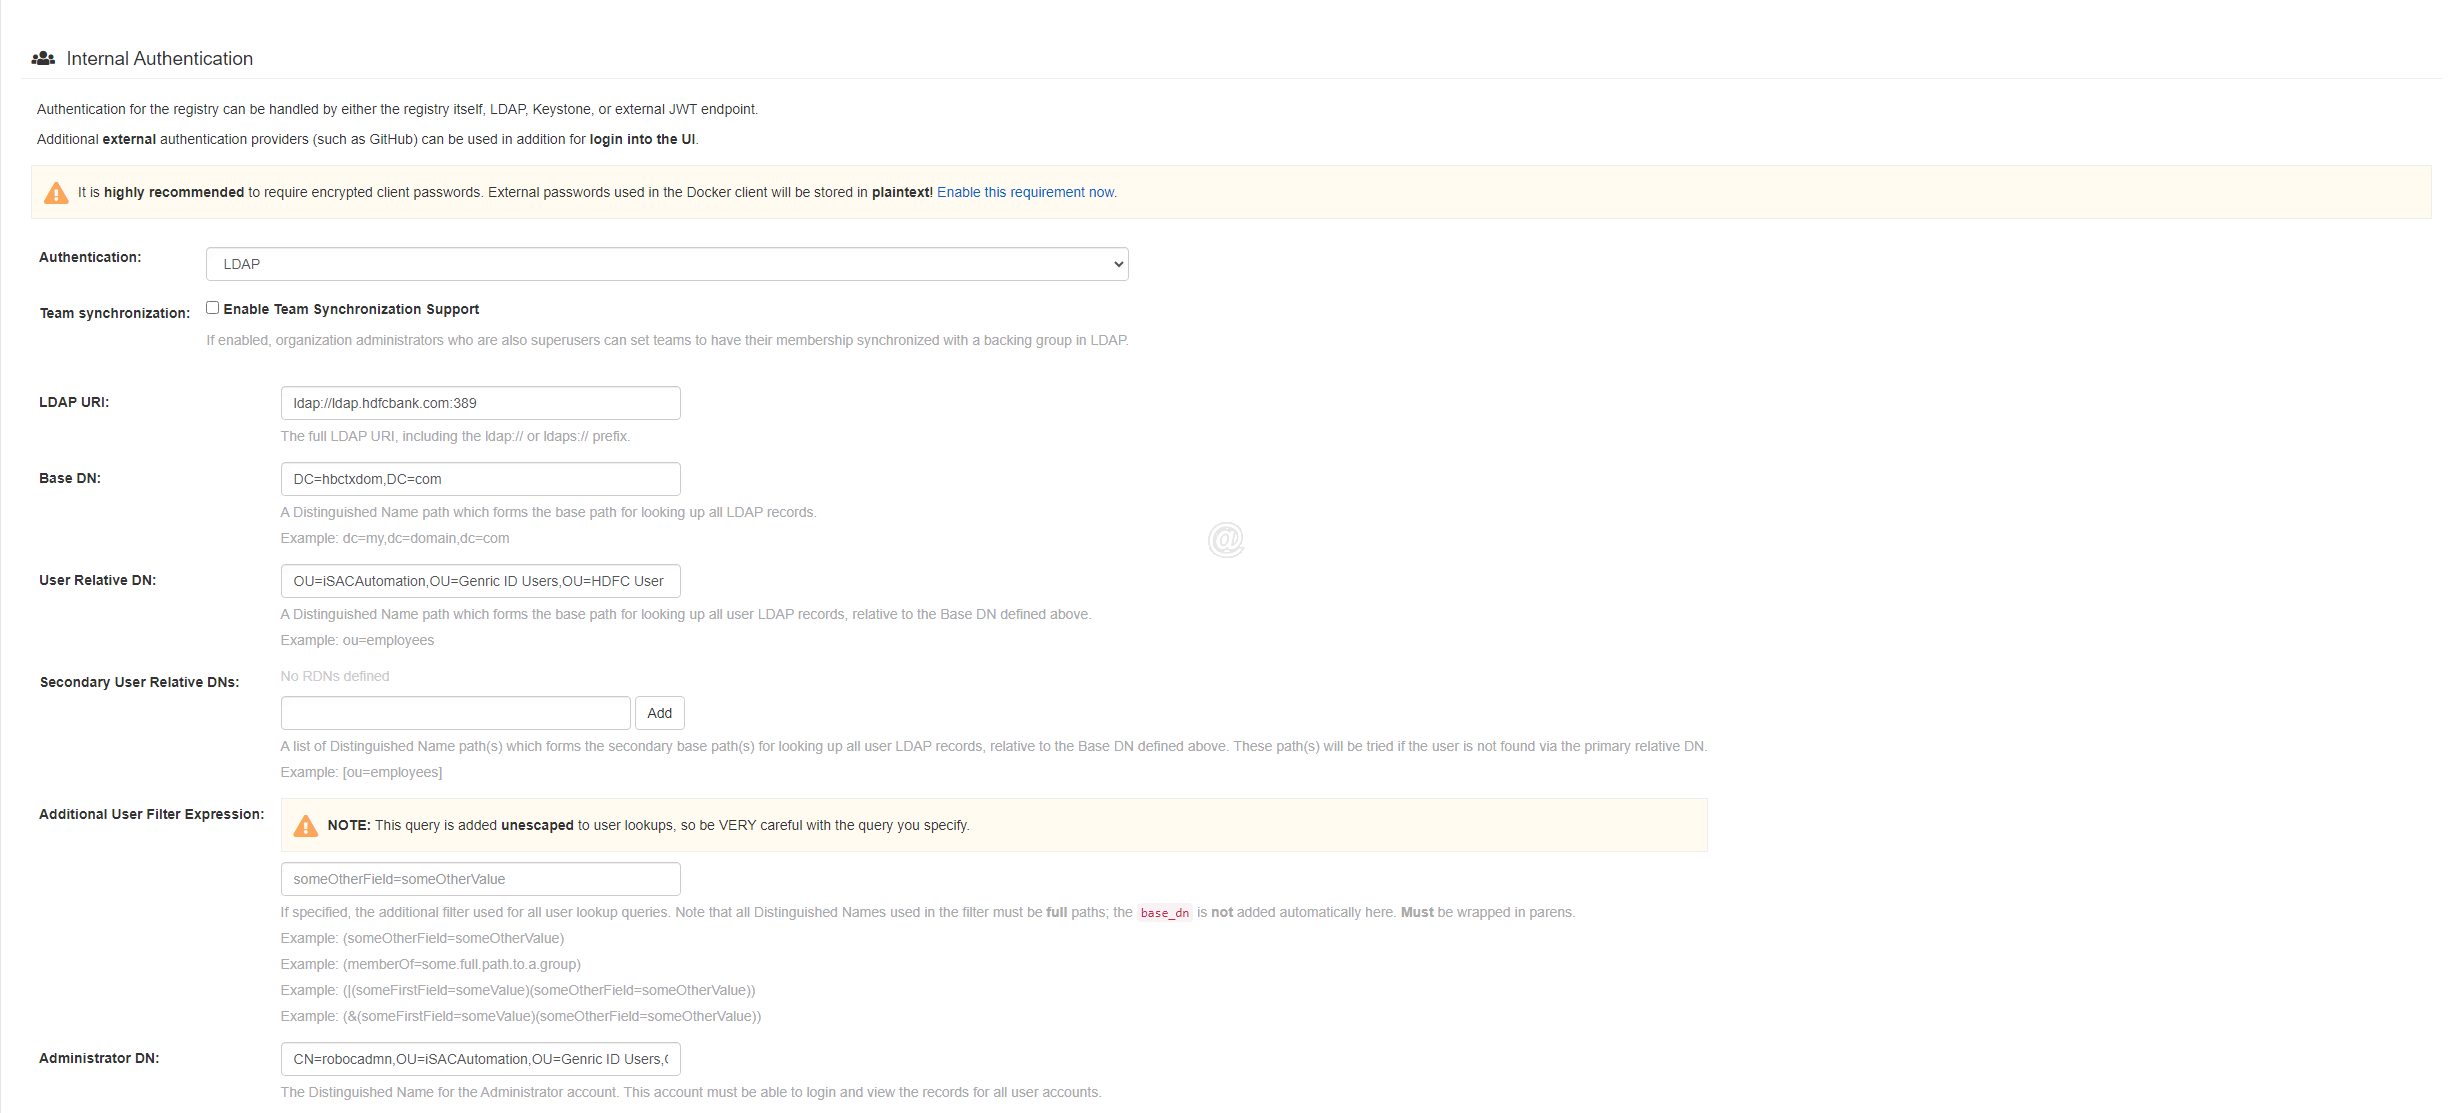 Internal Authentication
Authentication for the registry can be handled by either the registry itself, LDAP, Keystone, or external JWT endpoint.
Additional external authentication providers (such as GitHub) can be used in addition for login into the UI.
It is highly recommended to require encrypted client passwords. External passwords used in the Docker client will be stored in plaintext! Enable this requirement now.
Authentication:
LDAP
Team synchronization:
Enable Team Synchronization Support
If enabled, organization administrators who are also superusers can set teams to have their membership synchronized with a backing group in LDAP.
LDAP URI:
ldap://ldap.hdfcbank.com:389
The full LDAP URI, including the ldap:// or ldaps:// prefix.
Base DN:
DC=hbctxdom,DC=com
A Distinguished Name path which forms the base path for looking up all LDAP records.
Example: dc=my,dc=domain,dc=com
@
User Relative DN:
OU=iSACAutomation,OU=Genric ID Users,OU=HDFC User
A Distinguished Name path which forms the base path for looking up all user LDAP records, relative to the Base DN defined above.
Example: ou=employees
Secondary User Relative DNs:
No RDNs defined
Add
A list of Distinguished Name path(s) which forms the secondary base path(s) for looking up all user LDAP records, relative to the Base DN defined above. These path(s) will be tried if the user is not found via the primary relative DN.
Example: [ou=employees]
Additional User Filter Expression:
NOTE: This query is added unescaped to user lookups, so be VERY careful with the query you specify.
someOtherField=someOtherValue
If specified, the additional filter used for all user lookup queries. Note that all Distinguished Names used in the filter must be full paths; the base_dn is not added automatically here. Must be wrapped in parens.
Example: (someOtherField=someOtherValue)
Example: (memberOf=some.full.path.to.a.group)
Example: (|(someFirstField=someValue)(someOtherField=someOtherValue))
Example: (&(someFirstField=someValue)(someOtherField=someOtherValue))
Administrator DN:
CN=robocadmn,OU=iSACAutomation,OU=Genric ID Users,
The Distinguished Name for the Administrator account. This account must be able to login and view the records for all user accounts.